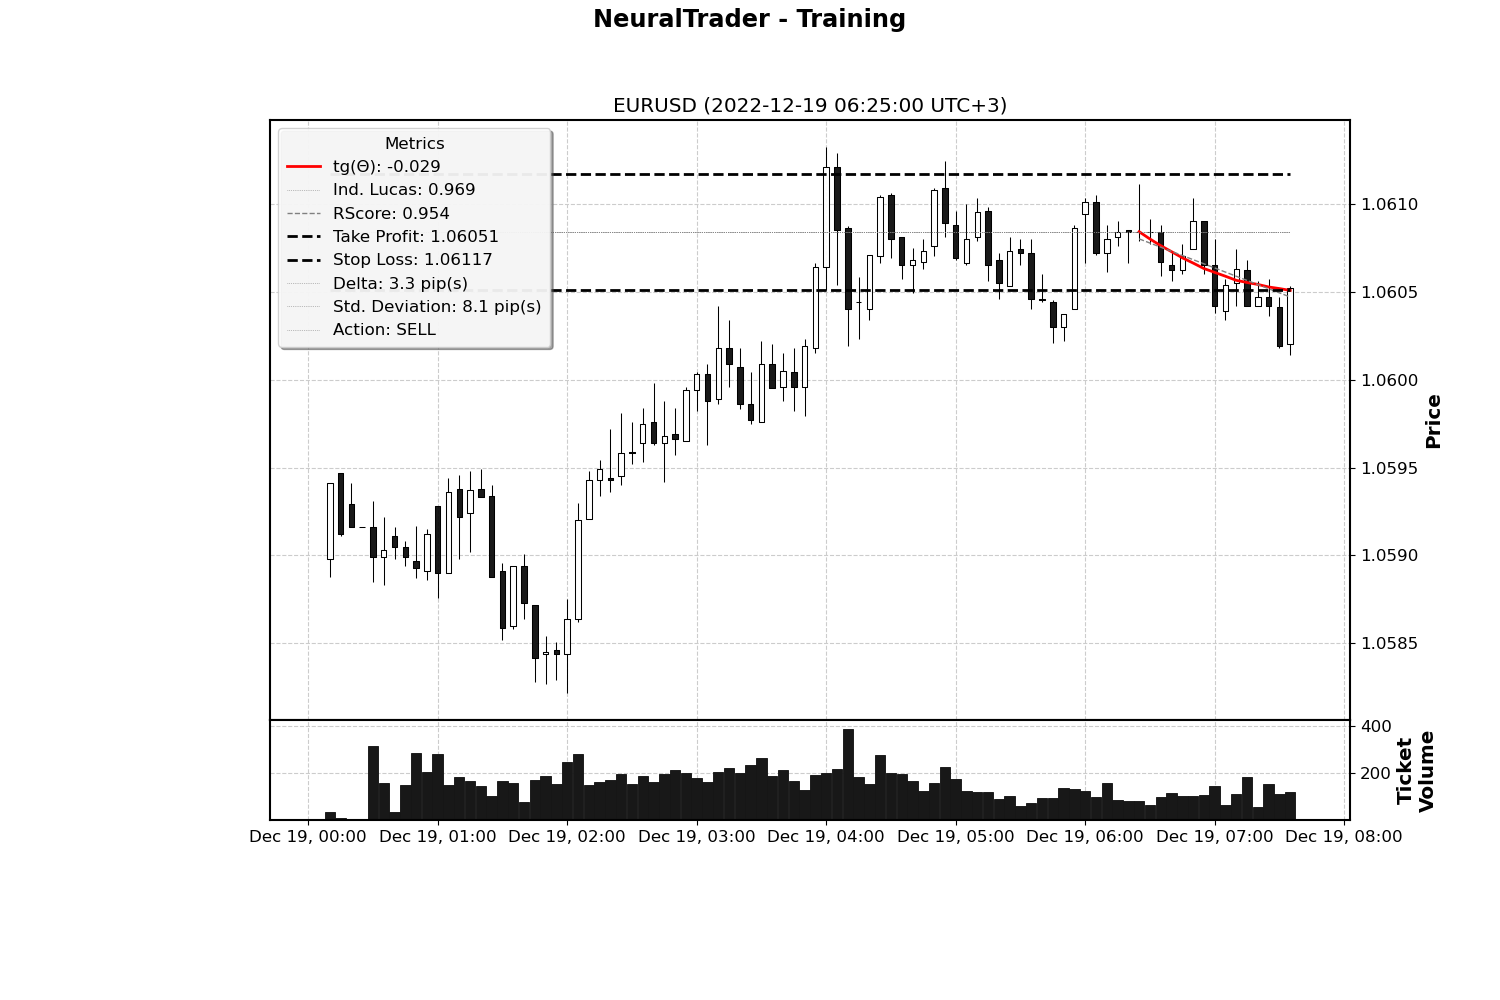 NeuralTrader - Training
EURUSD (2022-12-19 06:25:00 UTC+3)
Metrics
tg(Θ): -0.029
Ind. Lucas: 0.969
RScore: 0.954
Take Profit: 1.06051
Stop Loss: 1.06117
Delta: 3.3 pip(s)
Std. Deviation: 8.1 pip(s)
Action: SELL
1.0610
1.0605
1.0600
1.0595
1.0590
1.0585
Price
400
200
Ticket
Volume
Dec 19, 00:00
Dec 19, 01:00
Dec 19, 02:00
Dec 19, 03:00
Dec 19, 04:00
Dec 19, 05:00
Dec 19, 06:00
Dec 19, 07:00
Dec 19, 08:00